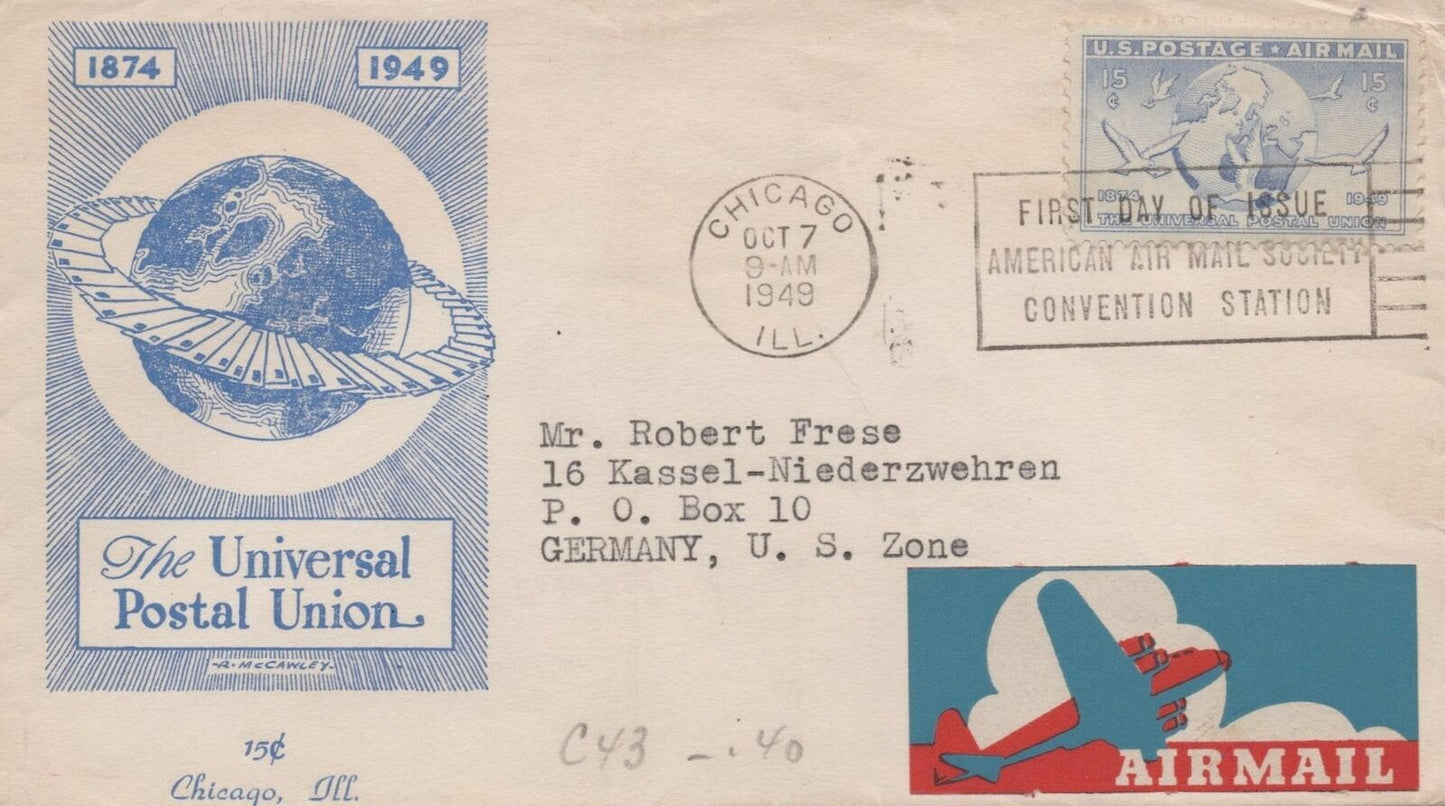 1874 1949
The Universal
Postal Union
R. McCAWLEY
15¢
Chicago, Ill.
CHICAGO
OCT 7
9-AM
1949
ILL.
U.S. POSTAGE ★ AIR MAIL
15¢ 15¢
1874 1949
THE UNIVERSAL POSTAL UNION
FIRST DAY OF ISSUE
AMERICAN AIR MAIL SOCIETY
CONVENTION STATION
Mr. Robert Frese
16 Kassel-Niederzwehren
P. O. Box 10
GERMANY, U. S. Zone
AIRMAIL
C43 – .40